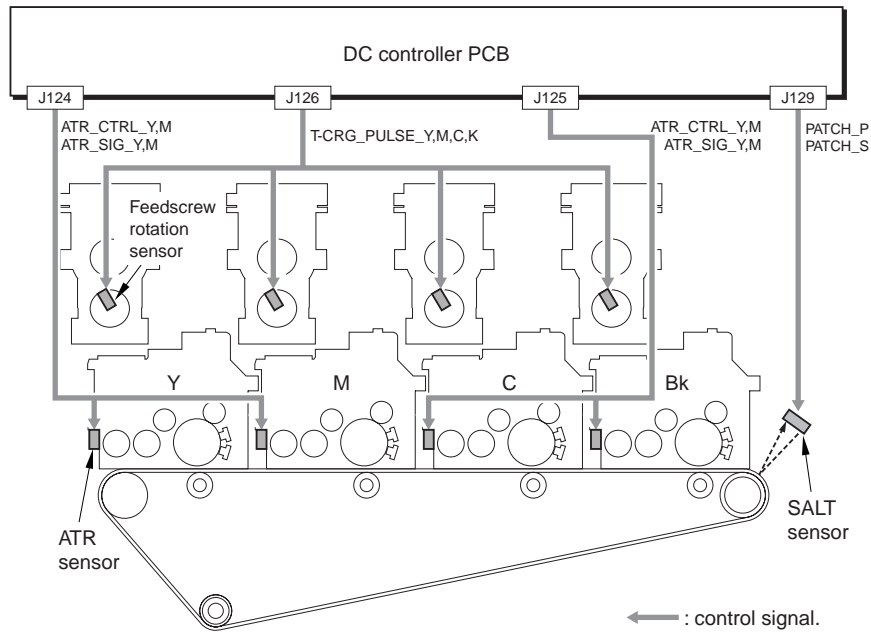 DC controller PCB
J124
J126
J125
J129
ATR_CTRL_Y,M
ATR_SIG_Y,M
T-CRG_PULSE_Y,M,C,K
ATR_CTRL_Y,M
ATR_SIG_Y,M
PATCH_P
PATCH_S
Feedscrew
rotation
sensor
Y
M
C
Bk
ATR
sensor
SALT
sensor
: control signal.